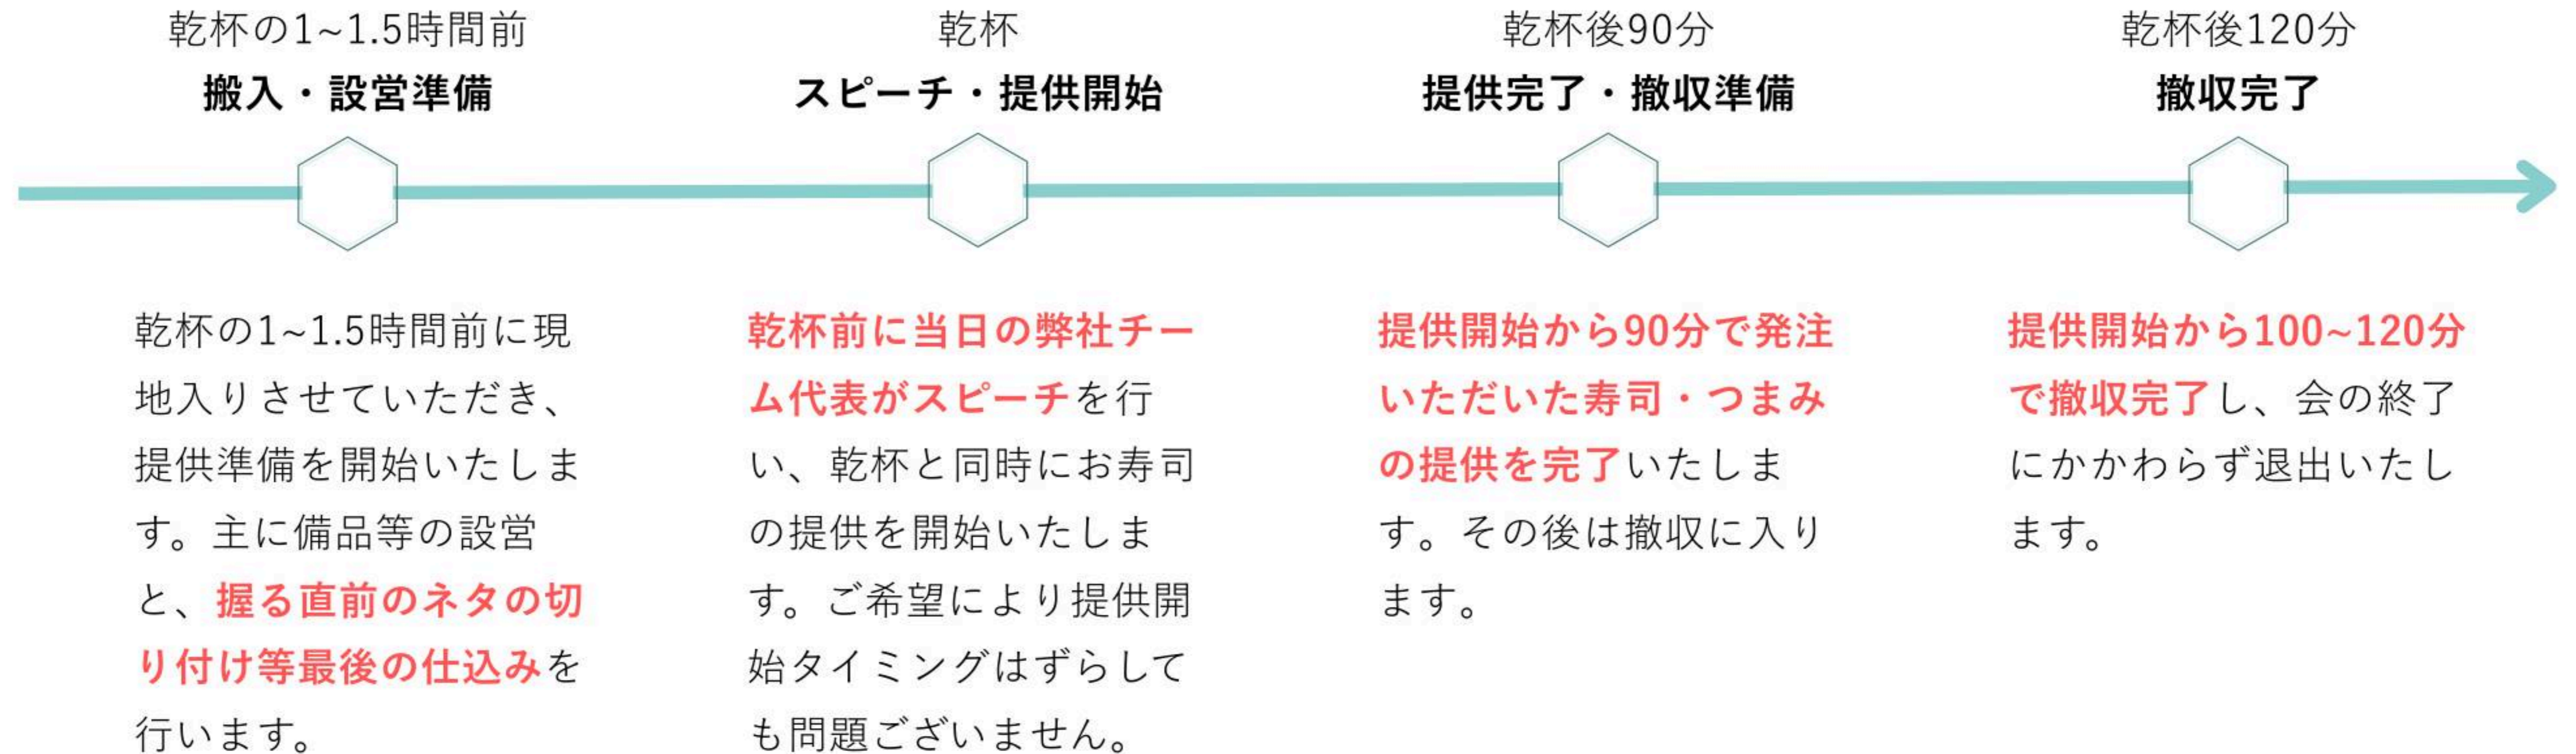 乾杯の1~1.5時間前
搬入・設営準備
乾杯の1~1.5時間前に現
地入りさせていただき、
提供準備を開始いたしま
す。主に備品等の設営
と、握る直前のネタの切
り付け等最後の仕込みを
行います。
乾杯
スピーチ・提供開始
乾杯前に当日の弊社チー
ム代表がスピーチを行
い、乾杯と同時にお寿司
の提供を開始いたしま
す。ご希望により提供開
始タイミングはずらして
も問題ございません。
乾杯後90分
提供完了・撤収準備
提供開始から90分で発注
いただいた寿司・つまみ
の提供を完了いたしま
す。その後は撤収に入り
ます。
乾杯後120分
撤収完了
提供開始から100~120分
で撤収完了し、会の終了
にかかわらず退出いたし
ます。